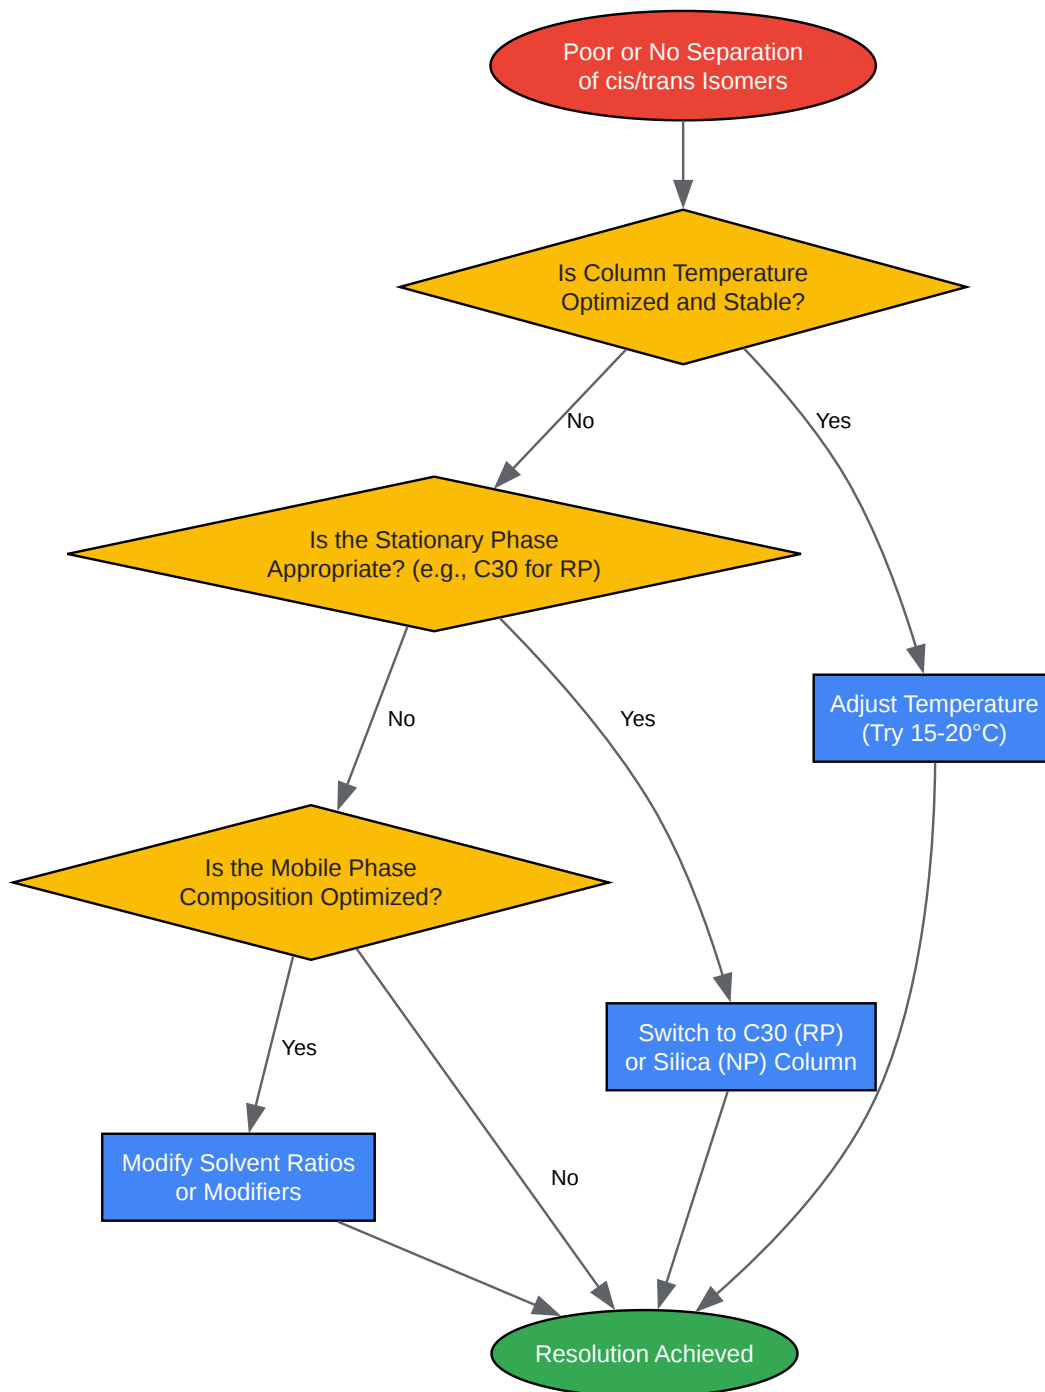 Poor or No Separation
of cis/trans Isomers
Is Column Temperature
Optimized and Stable?
No
Yes
Is the Stationary Phase
Appropriate? (e.g., C30 for RP)
Adjust Temperature
(Try 15-20°C)
No
Yes
Is the Mobile Phase
Composition Optimized?
Switch to C30 (RP)
or Silica (NP) Column
Yes
Modify Solvent Ratios
or Modifiers
No
Resolution Achieved